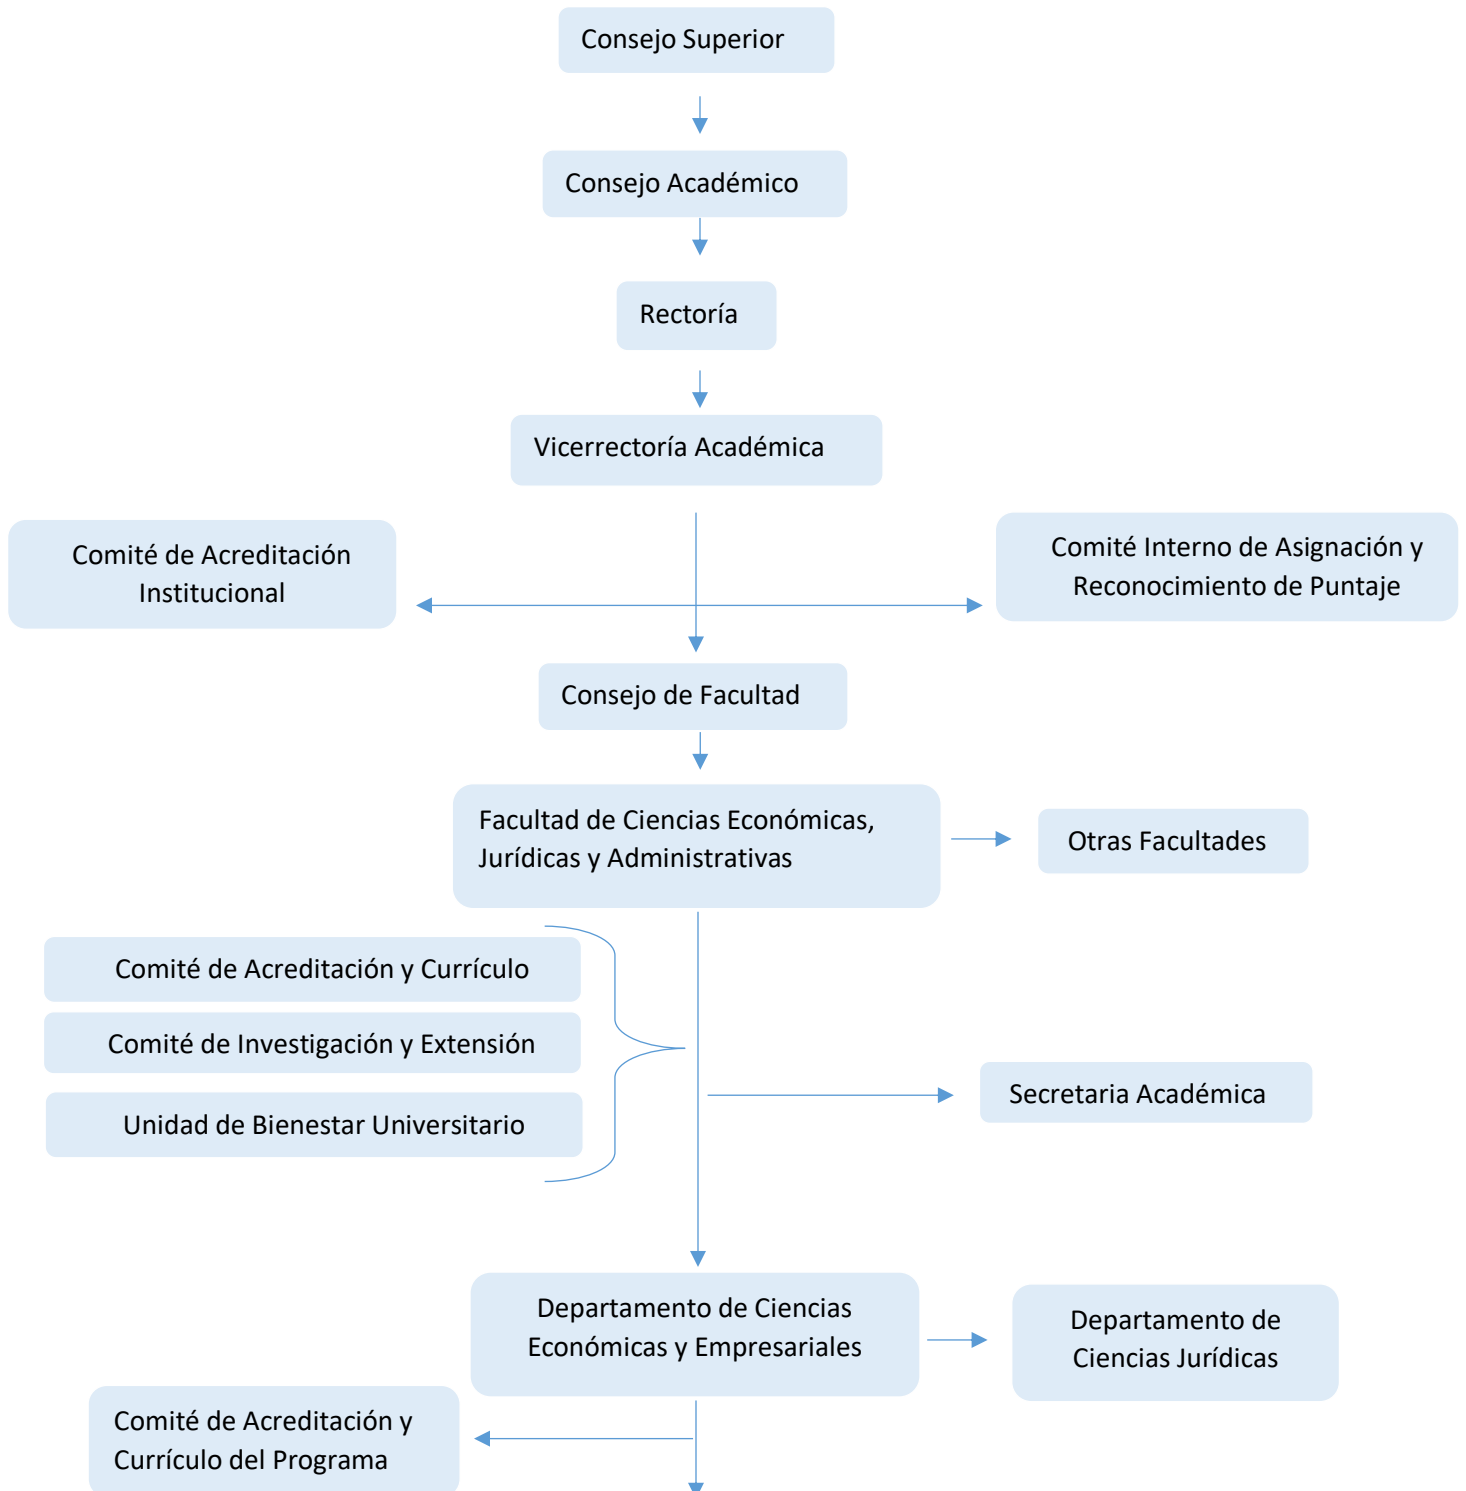 Consejo Superior
Consejo Académico
Rectoría
Vicerrectoría Académica
Comité de Acreditación
Institucional
Comité Interno de Asignación y
Reconocimiento de Puntaje
Consejo de Facultad
Facultad de Ciencias Económicas,
Jurídicas y Administrativas
Otras Facultades
Comité de Acreditación y Currículo
Comité de Investigación y Extensión
Unidad de Bienestar Universitario
Secretaria Académica
Departamento de Ciencias
Económicas y Empresariales
Departamento de
Ciencias Jurídicas
Comité de Acreditación y
Currículo del Programa